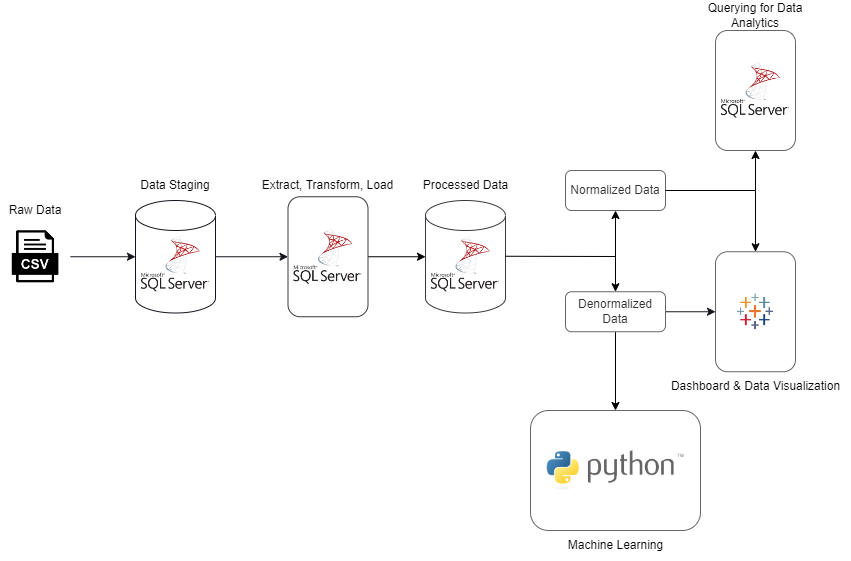 Querying for Data
Analytics
Microsoft®
SQL Server
Data Staging
Extract, Transform, Load
Processed Data
Normalized Data
Raw Data
CSV
Microsoft®
SQL Server
Microsoft®
SQL Server
Microsoft®
SQL Server
Denormalized
Data
Dashboard & Data Visualization
python™
Machine Learning